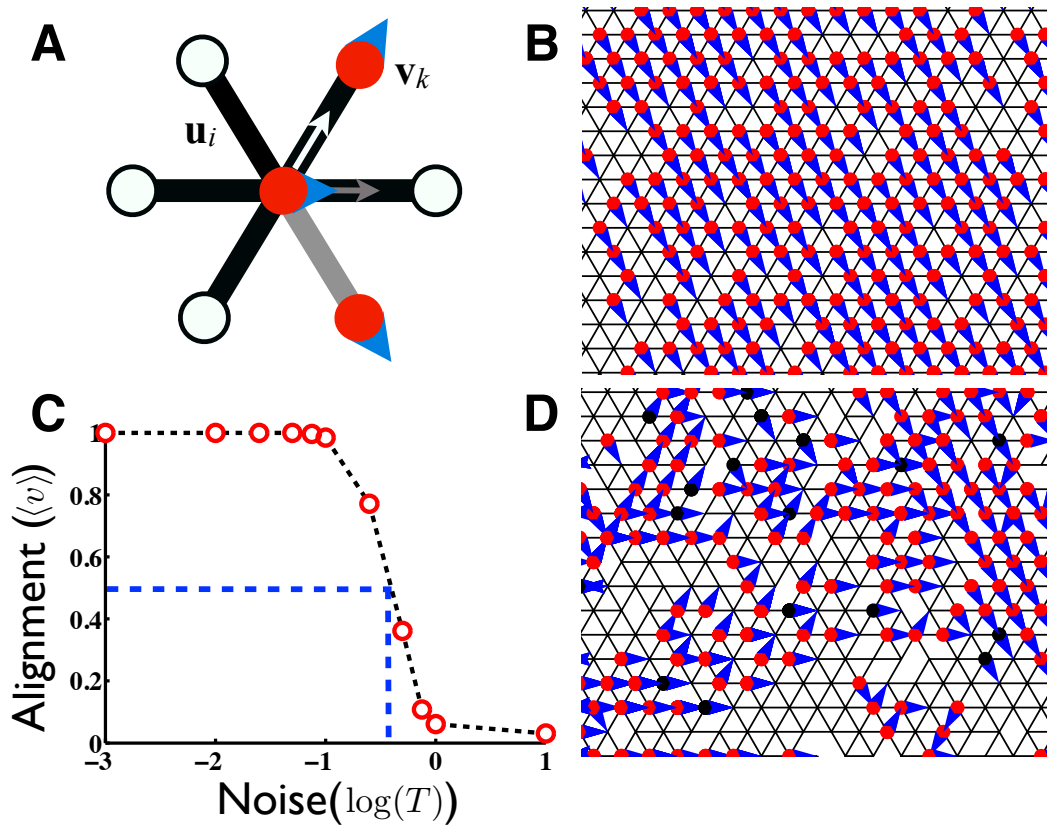 A
v_k
u_i
B
C
Alignment (⟨v⟩)
1
0.8
0.6
0.4
0.2
0
−3
−2
−1
0
1
Noise(log(T))
D